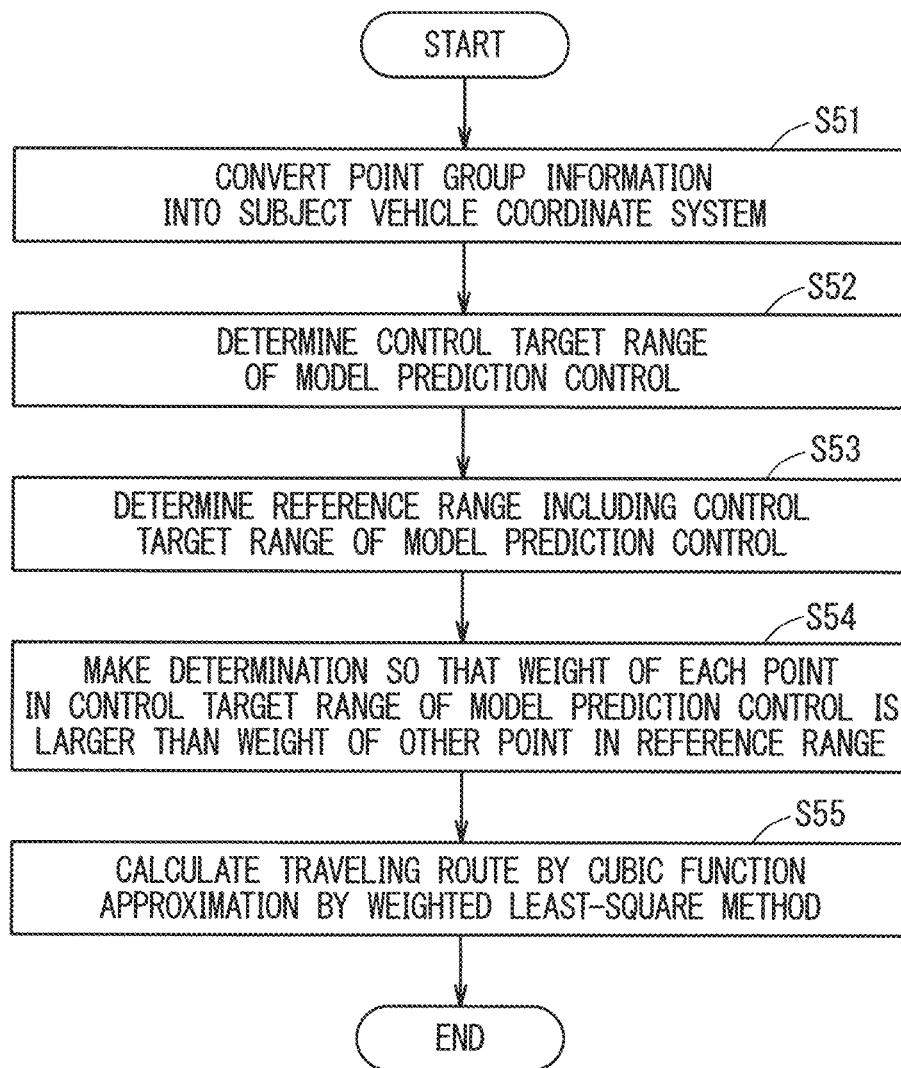 START
S51
CONVERT POINT GROUP INFORMATION
INTO SUBJECT VEHICLE COORDINATE SYSTEM
S52
DETERMINE CONTROL TARGET RANGE
OF MODEL PREDICTION CONTROL
S53
DETERMINE REFERENCE RANGE INCLUDING CONTROL
TARGET RANGE OF MODEL PREDICTION CONTROL
S54
MAKE DETERMINATION SO THAT WEIGHT OF EACH POINT
IN CONTROL TARGET RANGE OF MODEL PREDICTION CONTROL IS
LARGER THAN WEIGHT OF OTHER POINT IN REFERENCE RANGE
S55
CALCULATE TRAVELING ROUTE BY CUBIC FUNCTION
APPROXIMATION BY WEIGHTED LEAST-SQUARE METHOD
END